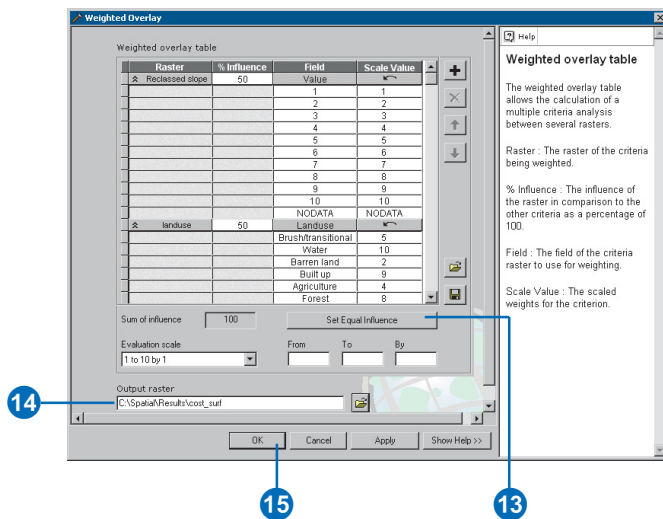 Weighted Overlay
Weighted overlay table
Raster % Influence Field Scale Value
Reclassed slope 50 Value
1 1
2 2
3 3
4 4
5 5
6 6
7 7
8 8
9 9
10 10
NODATA NODATA
landuse 50 Landuse
Brush/transitional 5
Water 10
Barren land 2
Built up 9
Agriculture 4
Forest 8
Sum of influence 100 Set Equal Influence
Evaluation scale From To By
1 to 10 by 1
Output raster
C:\Spatial\Results\cost_surf
OK Cancel Apply Show Help >>
Help
Weighted overlay table
The weighted overlay table
allows the calculation of a
multiple criteria analysis
between several rasters.
Raster : The raster of the criteria
being weighted.
% Influence : The influence of
the raster in comparison to the
other criteria as a percentage of
100.
Field : The field of the criteria
raster to use for weighting.
Scale Value : The scaled
weights for the criterion.
14
15
13